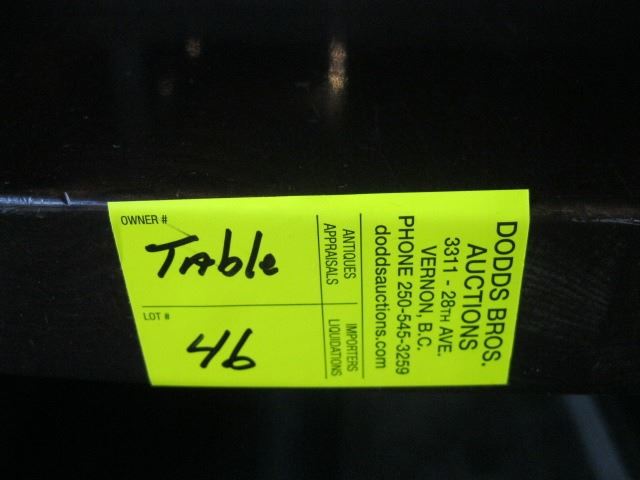 OWNER #
Table
LOT #
46
ANTIQUES
APPRAISALS
IMPORTERS
LIQUIDATIONS
DODDS BROS.
AUCTIONS
3311 - 28TH AVE.
VERNON, B.C.
PHONE 250-545-3259
doddsauctions.com